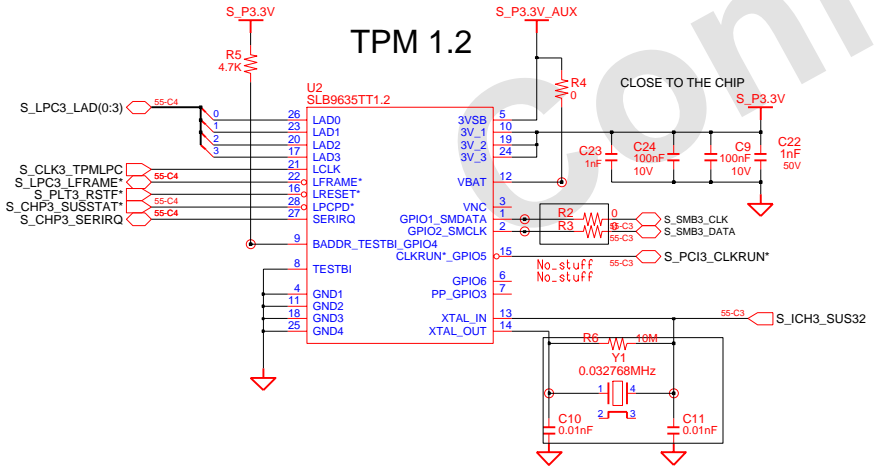 S_P3.3V
S_P3.3V_AUX
TPM 1.2
R5
4.7K
R4
0
CLOSE TO THE CHIP
S_P3.3V
U2
SLB9635TT1.2
S_LPC3_LAD(0:3) 55-C4
0 26 LAD0
1 23 LAD1
2 20 LAD2
3 17 LAD3
S_CLK3_TPMLPC 21 LCLK
S_LPC3_LFRAME* 55-C4 22 LFRAME*
S_PLT3_RSTF* 55-C4 16 LRESET*
S_CHP3_SUSSTAT* 55-C4 28 LPCPD*
S_CHP3_SERIRQ 55-C4 27 SERIRQ
9 BADDR_TESTBI_GPIO4
8 TESTBI
4 GND1
11 GND2
18 GND3
25 GND4
3VSB 5
3V_1 10
3V_2 19
3V_3 24
VBAT 12
VNC 3
GPIO1_SMDATA 1 R2 0 55-C3 S_SMB3_CLK
GPIO2_SMCLK 2 R3 0 55-C3 S_SMB3_DATA
CLKRUN*_GPIO5 15 55-C3 S_PCI3_CLKRUN*
No_stuff
No_stuff
GPIO6 6
PP_GPIO3 7
XTAL_IN 13 55-C3 S_ICH3_SUS32
XTAL_OUT 14
C23
1nF
C24
100nF
10V
C9
100nF
10V
C22
1nF
50V
R6 10M
Y1
0.032768MHz
1 4
2 3
C10
0.01nF
C11
0.01nF
Con